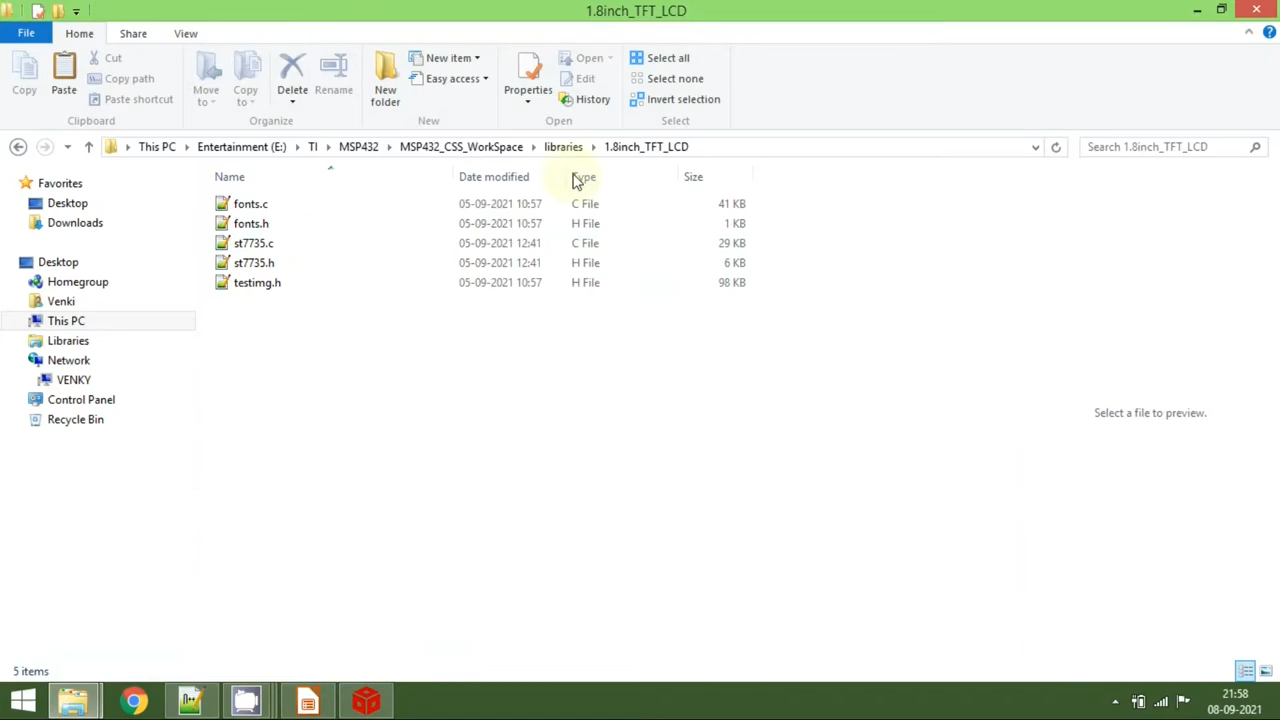 1.8inch_TFT_LCD
File Home Share View
Copy Paste Cut Copy path Paste shortcut Clipboard
Move to Copy to Delete Rename Organize
New folder New item Easy access New
Properties Open Edit History Open
Select all Select none Invert selection Select
This PC Entertainment (E:) TI MSP432 MSP432_CSS_WorkSpace libraries 1.8inch_TFT_LCD Search 1.8inch_TFT_LCD
Name Date modified Type Size
fonts.c 05-09-2021 10:57 C File 41 KB
fonts.h 05-09-2021 10:57 H File 1 KB
st7735.c 05-09-2021 12:41 C File 29 KB
st7735.h 05-09-2021 12:41 H File 6 KB
testimg.h 05-09-2021 10:57 H File 98 KB
Favorites
Desktop
Downloads
Desktop
Homegroup
Venki
This PC
Libraries
Network
VENKY
Control Panel
Recycle Bin
Select a file to preview.
5 items
21:58
08-09-2021